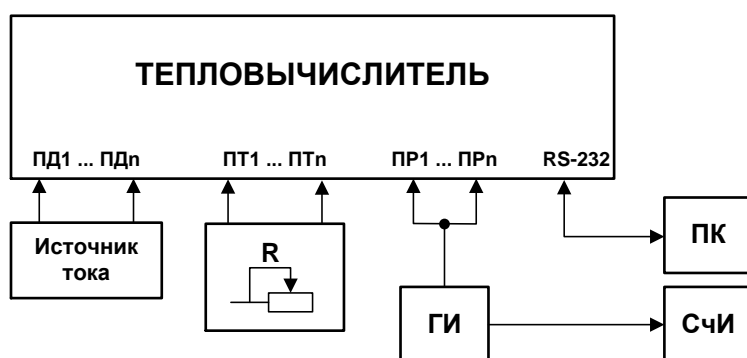 ТЕПЛОВЫЧИСЛИТЕЛЬ
ПД1 ... ПДn ПТ1 ... ПТn ПР1 ... ПРn RS-232
Источник
тока
R
ПК
ГИ
СчИ